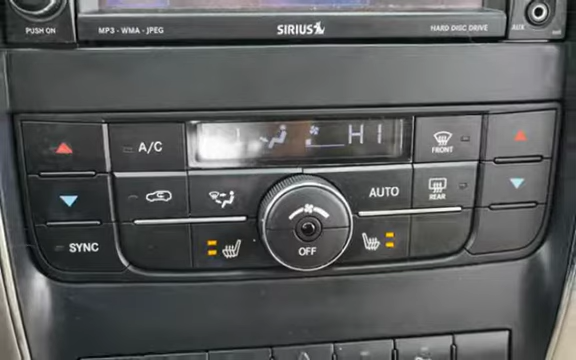 PUSH ON
MP3 - WMA - JPEG
SIRIUS
HARD DISC DRIVE
AUX
A/C
HI
FRONT
AUTO
REAR
SYNC
OFF